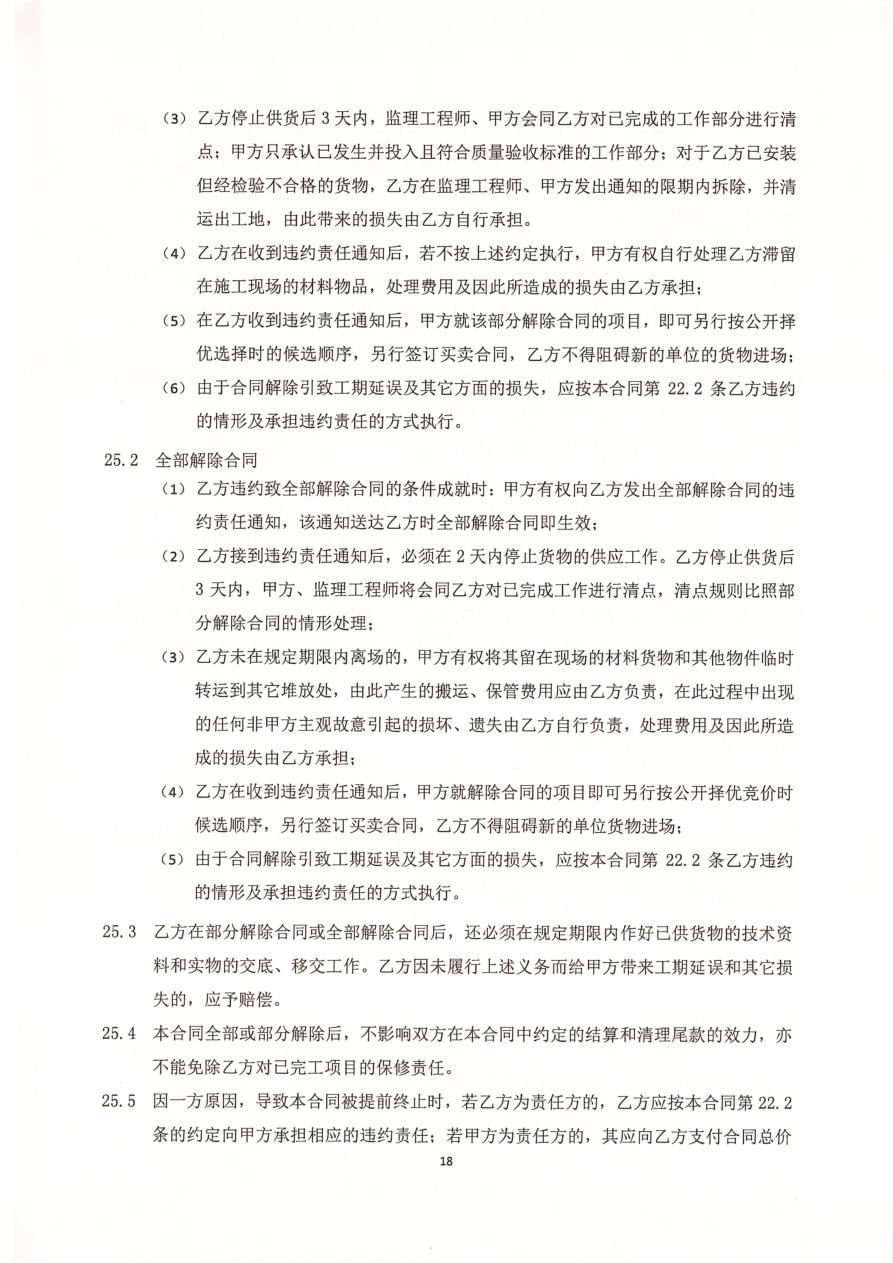 （3） 乙方停止供货后 3 天内，监理工程师、甲方会同乙方对已完成的工作部分进行清
点；甲方只承认已发生并投入且符合质量验收标准的工作部分；对于乙方已安装
但经检验不合格的货物，乙方在监理工程师、甲方发出通知的限期内拆除，并清
运出工地，由此带来的损失由乙方自行承担。
（4） 乙方在收到违约责任通知后，若不按上述约定执行，甲方有权自行处理乙方滞留
在施工现场的材料物品，处理费用及因此所造成的损失由乙方承担；
（5） 在乙方收到违约责任通知后，甲方就该部分解除合同的项目，即可另行按公开择
优选择时的候选顺序，另行签订买卖合同，乙方不得阻碍新的单位的货物进场；
（6） 由于合同解除引致工期延误及其它方面的损失，应按本合同第 22.2 条乙方违约
的情形及承担违约责任的方式执行。
25.2 全部解除合同
（1） 乙方违约致全部解除合同的条件成就时：甲方有权向乙方发出全部解除合同的违
约责任通知，该通知送达乙方时全部解除合同即生效；
（2） 乙方接到违约责任通知后，必须在 2 天内停止货物的供应工作。乙方停止供货后
3 天内，甲方、监理工程师将会同乙方对已完成工作进行清点，清点规则比照部
分解除合同的情形处理；
（3） 乙方未在规定期限内离场的，甲方有权将其留在现场的材料货物和其他物件临时
转运到其它堆放处，由此产生的搬运、保管费用应由乙方负责，在此过程中出现
的任何非甲方主观故意引起的损坏、遗失由乙方自行负责，处理费用及因此所造
成的损失由乙方承担；
（4） 乙方在收到违约责任通知后，甲方就解除合同的项目即可另行按公开择优竞价时
候选顺序，另行签订买卖合同，乙方不得阻碍新的单位货物进场；
（5） 由于合同解除引致工期延误及其它方面的损失，应按本合同第 22.2 条乙方违约
的情形及承担违约责任的方式执行。
25.3 乙方在部分解除合同或全部解除合同后，还必须在规定期限内作好已供货物的技术资
料和实物的交底、移交工作。乙方因未履行上述义务而给甲方带来工期延误和其它损
失的，应予赔偿。
25.4 本合同全部或部分解除后，不影响双方在本合同中约定的结算和清理尾款的效力，亦
不能免除乙方对已完工项目的保修责任。
25.5 因一方原因，导致本合同被提前终止时，若乙方为责任方的，乙方应按本合同第 22.2
条的约定向甲方承担相应的违约责任；若甲方为责任方的，其应向乙方支付合同总价
18